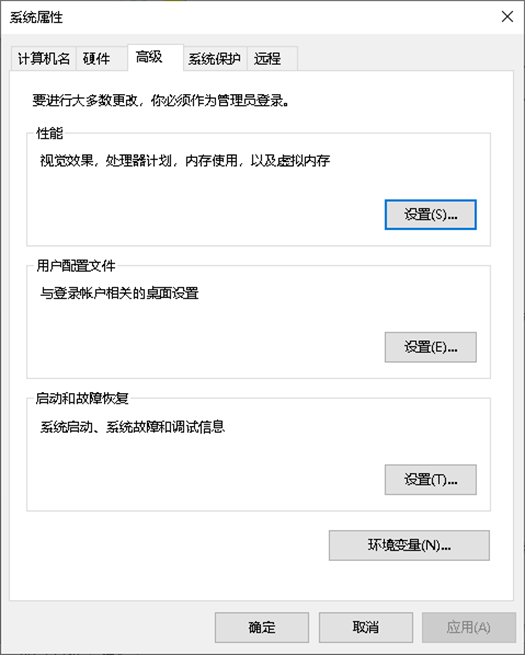 系统属性
计算机名 硬件 高级 系统保护 远程
要进行大多数更改，你必须作为管理员登录。
性能
视觉效果，处理器计划，内存使用，以及虚拟内存
设置(S)...
用户配置文件
与登录帐户相关的桌面设置
设置(E)...
启动和故障恢复
系统启动、系统故障和调试信息
设置(T)...
环境变量(N)...
确定 取消 应用(A)